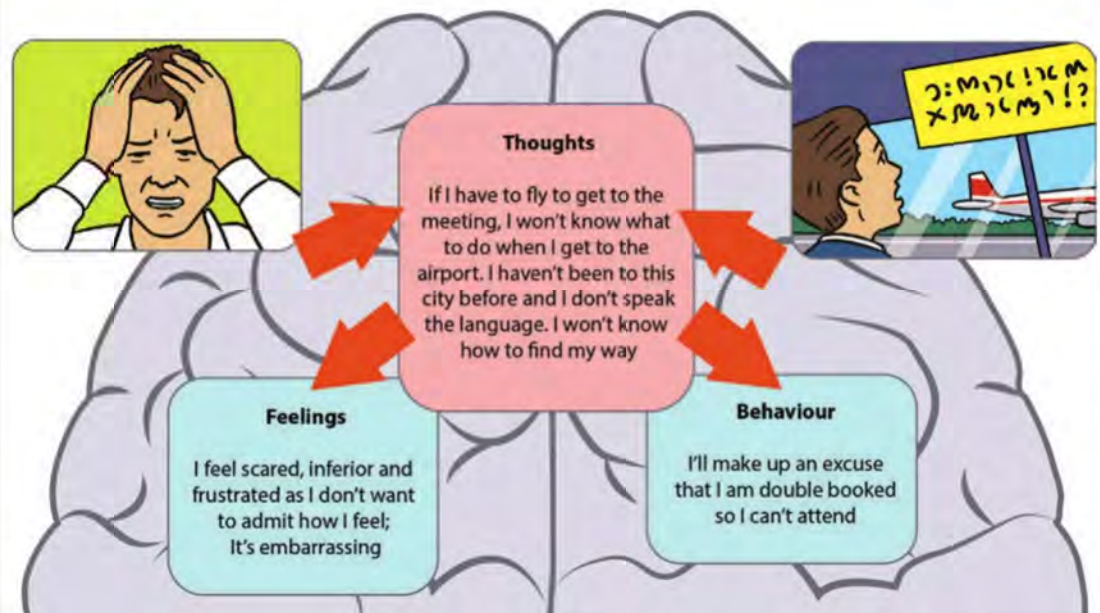 Thoughts
If I have to fly to get to the
meeting, I won't know what
to do when I get to the
airport. I haven't been to this
city before and I don't speak
the language. I won't know
how to find my way
Feelings
I feel scared, inferior and
frustrated as I don't want
to admit how I feel;
It's embarrassing
Behaviour
I'll make up an excuse
that I am double booked
so I can't attend